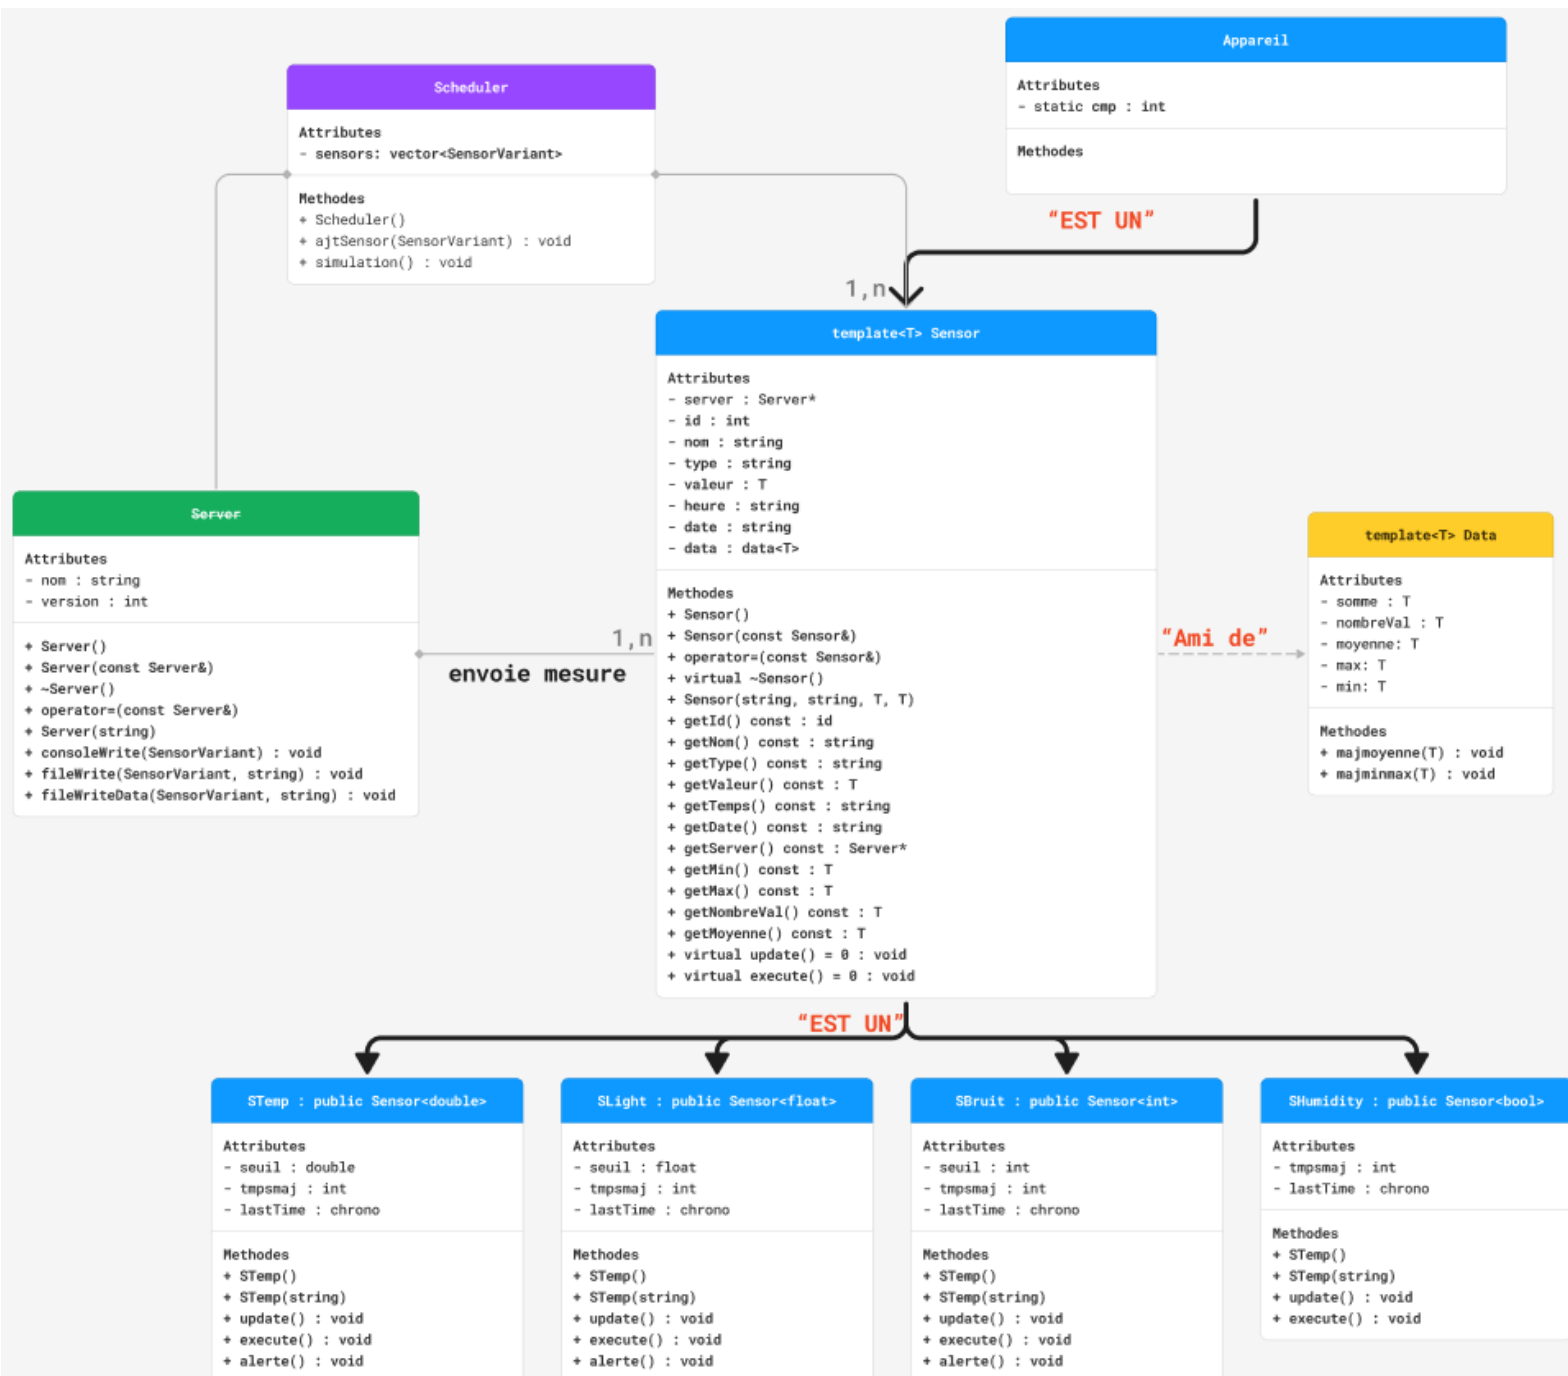 Appareil
Attributes
- static cmp : int
Methodes
Scheduler
Attributes
- sensors: vector<SensorVariant>
Methodes
+ Scheduler()
+ ajtSensor(SensorVariant) : void
+ simulation() : void
“EST UN”
1,n
template<T> Sensor
Attributes
- server : Server*
- id : int
- nom : string
- type : string
- valeur : T
- heure : string
- date : string
- data : data<T>
Methodes
+ Sensor()
+ Sensor(const Sensor&)
+ operator=(const Sensor&)
+ virtual ~Sensor()
+ Sensor(string, string, T, T)
+ getId() const : id
+ getNom() const : string
+ getType() const : string
+ getValeur() const : T
+ getTemps() const : string
+ getDate() const : string
+ getServer() const : Server*
+ getMin() const : T
+ getMax() const : T
+ getNombreVal() const : T
+ getMoyenne() const : T
+ virtual update() = 0 : void
+ virtual execute() = 0 : void
Server
Attributes
- nom : string
- version : int
+ Server()
+ Server(const Server&)
+ ~Server()
+ operator=(const Server&)
+ Server(string)
+ consoleWrite(SensorVariant) : void
+ fileWrite(SensorVariant, string) : void
+ fileWriteData(SensorVariant, string) : void
1,n
envoie mesure
“Ami de”
template<T> Data
Attributes
- somme : T
- nombreVal : T
- moyenne: T
- max: T
- min: T
Methodes
+ majmoyenne(T) : void
+ majminmax(T) : void
“EST UN”
STemp : public Sensor<double>
Attributes
- seuil : double
- tmpsmaj : int
- lastTime : chrono
Methodes
+ STemp()
+ STemp(string)
+ update() : void
+ execute() : void
+ alerte() : void
SLight : public Sensor<float>
Attributes
- seuil : float
- tmpsmaj : int
- lastTime : chrono
Methodes
+ STemp()
+ STemp(string)
+ update() : void
+ execute() : void
+ alerte() : void
SBruit : public Sensor<int>
Attributes
- seuil : int
- tmpsmaj : int
- lastTime : chrono
Methodes
+ STemp()
+ STemp(string)
+ update() : void
+ execute() : void
+ alerte() : void
SHumidity : public Sensor<bool>
Attributes
- tmpsmaj : int
- lastTime : chrono
Methodes
+ STemp()
+ STemp(string)
+ update() : void
+ execute() : void